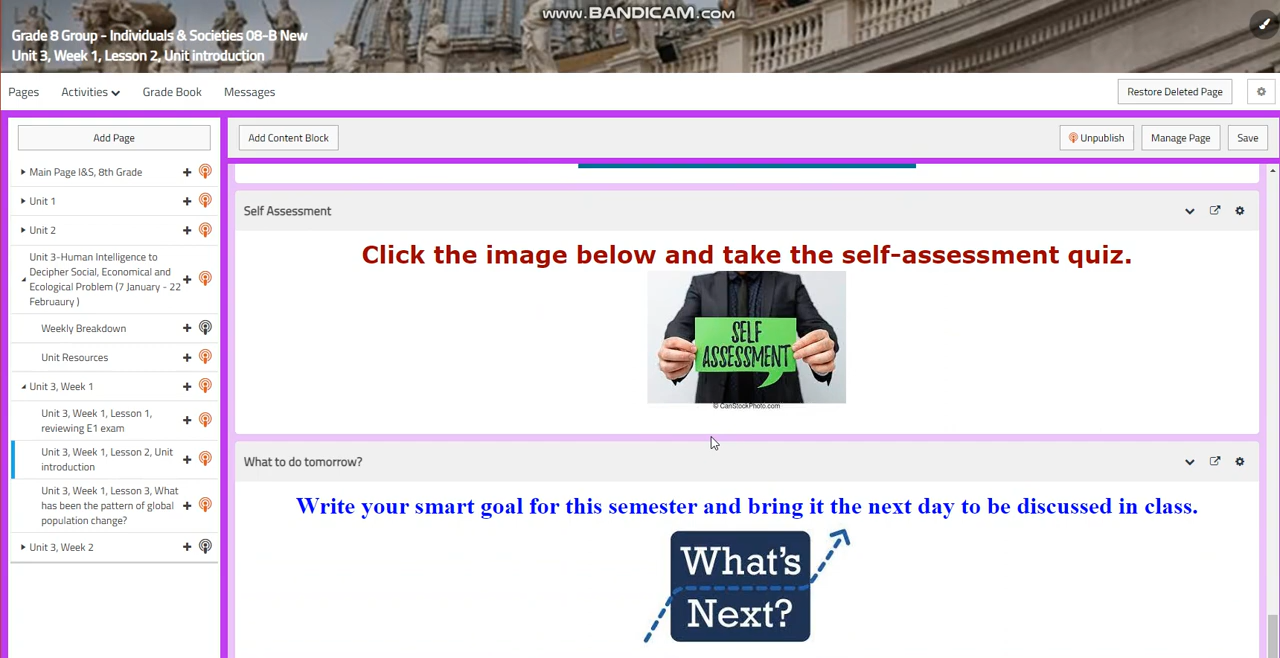 www.BANDICAM.com
Grade 8 Group - Individuals & Societies 08-B New
Unit 3, Week 1, Lesson 2, Unit introduction
Pages
Activities
Grade Book
Messages
Restore Deleted Page
Add Page
Add Content Block
Unpublish
Manage Page
Save
Main Page I&S, 8th Grade
Unit 1
Unit 2
Unit 3-Human Intelligence to
Decipher Social, Economical and
Ecological Problem (7 January - 22
Februaury )
Weekly Breakdown
Unit Resources
Unit 3, Week 1
Unit 3, Week 1, Lesson 1,
reviewing E1 exam
Unit 3, Week 1, Lesson 2, Unit
introduction
Unit 3, Week 1, Lesson 3, What
has been the pattern of global
population change?
Unit 3, Week 2
Self Assessment
Click the image below and take the self-assessment quiz.
SELF
ASSESSMENT
© CanStockPhoto.com
What to do tomorrow?
Write your smart goal for this semester and bring it the next day to be discussed in class.
What's
Next?